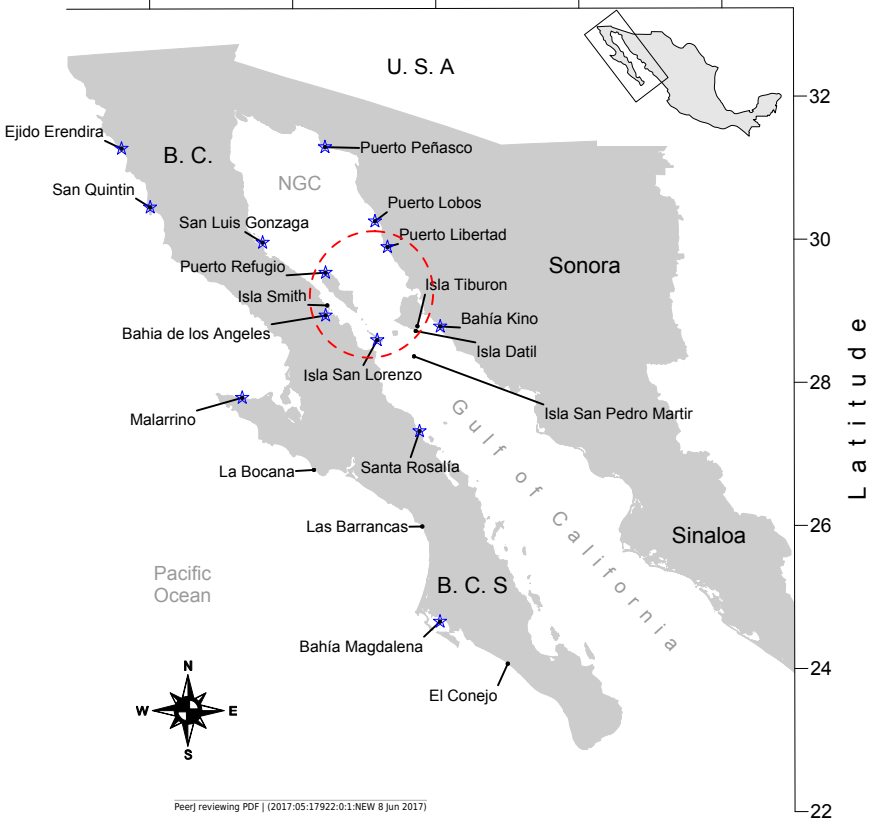 U. S. A
32
Ejido Erendira
B. C.
Puerto Peñasco
NGC
San Quintin
Puerto Lobos
San Luis Gonzaga
Puerto Libertad
30
Puerto Refugio
Sonora
Isla Tiburon
Isla Smith
Bahía Kino
Bahia de los Angeles
Isla Datil
Isla San Lorenzo
28
Latitude
Malarrino
Isla San Pedro Martir
Gulf of California
La Bocana
Santa Rosalía
Las Barrancas
26
Sinaloa
Pacific
Ocean
B. C. S
Bahía Magdalena
24
N
El Conejo
W
E
S
PeerJ reviewing PDF | (2017:05:17922:0:1:NEW 8 Jun 2017)
22